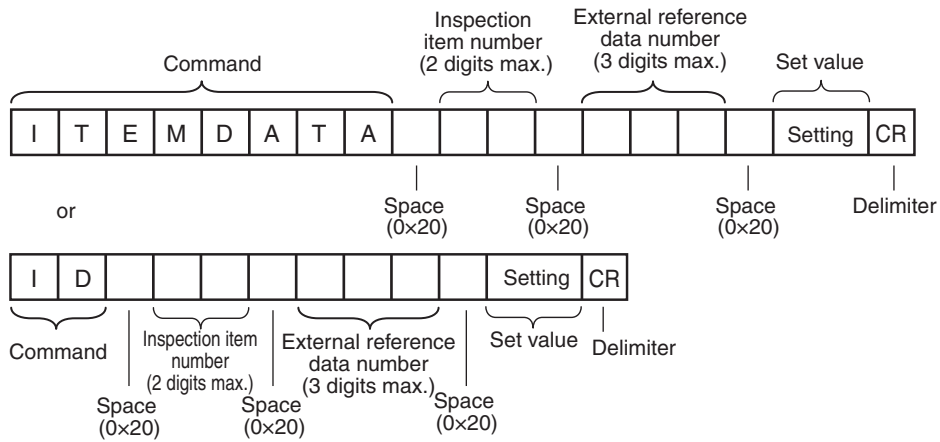 Command
Inspection
item number
(2 digits max.)
External reference
data number
(3 digits max.)
Set value
I T E M D A T A Setting CR
Space
(0×20)
Space
(0×20)
Space
(0×20)
Delimiter
or
I D Setting CR
Command
Space
(0×20)
Inspection item
number
(2 digits max.)
Space
(0×20)
External reference
data number
(3 digits max.)
Space
(0×20)
Set value
Delimiter